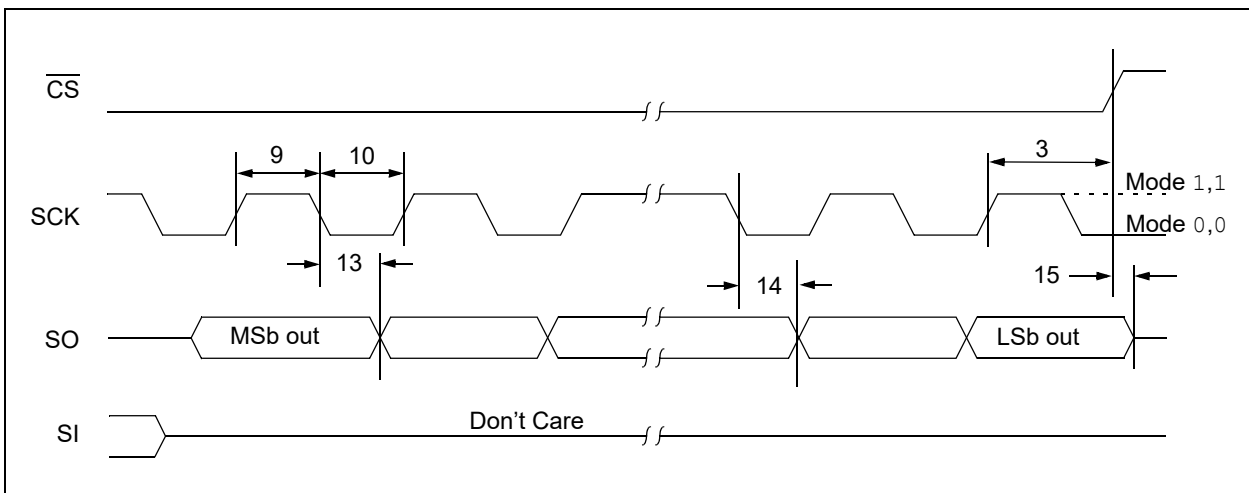 CS
SCK
9
10
3
Mode 1,1
Mode 0,0
13
14
15
SO
MSb out
LSb out
SI
Don't Care